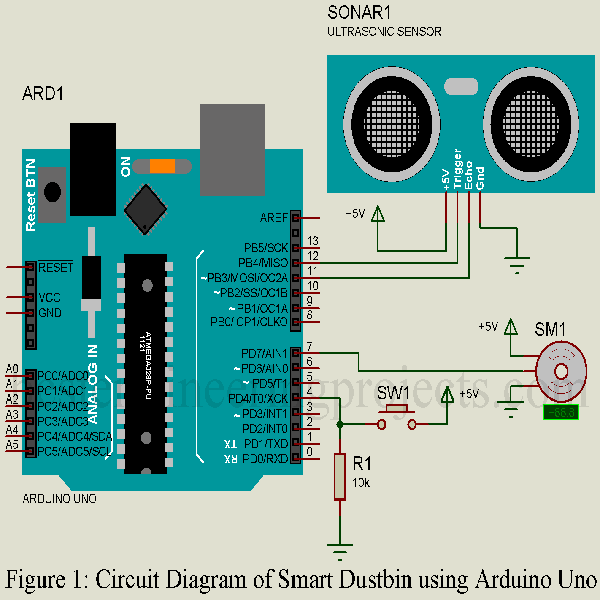 SONAR1
ULTRASONIC SENSOR
ARD1
ON
Reset BTN
+5V
Trigger
Echo
Gnd
+5V
AREF
PB5/SCK 13
PB4/MISO 12
~PB3/MOSI/OC2A 11
~PB2/SS/OC1B 10
~PB1/OC1A 9
PB0/ICP1/CLKO 8
RESET
VCC
GND
ATMEGA328P-PU
1121
ANALOG IN
A0 PC0/ADC0
A1 PC1/ADC1
A2 PC2/ADC2
A3 PC3/ADC3
A4 PC4/ADC4/SDA
A5 PC5/ADC5/SCL
PD7/AIN1 7
~PD6/AIN0 6
~PD5/T1 5
PD4/T0/XCK 4
~PD3/INT1 3
PD2/INT0 2
TX PD1/TXD 1
RX PD0/RXD 0
+5V
SM1
SW1
+5V
R1
10k
ARDUINO UNO
Figure 1: Circuit Diagram of Smart Dustbin using Arduino Uno